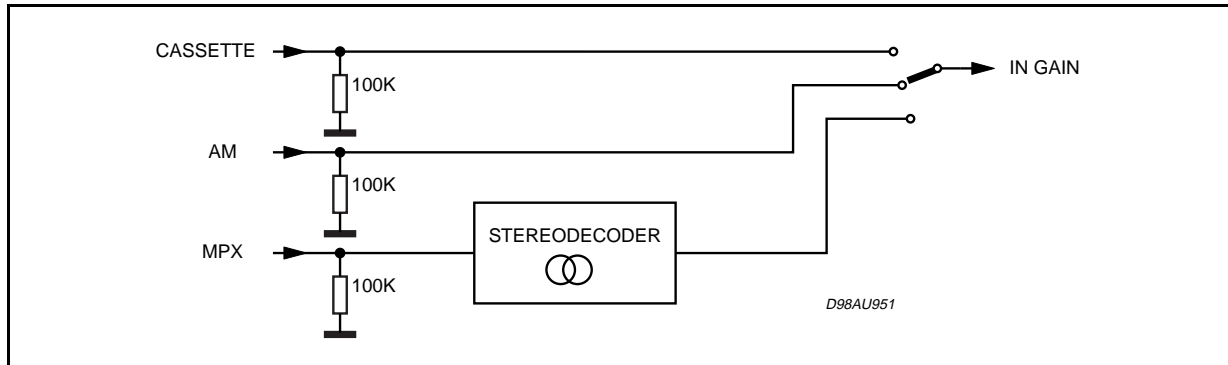 CASSETTE
100K
IN GAIN
AM
100K
STEREODECODER
MPX
100K
D98AU951